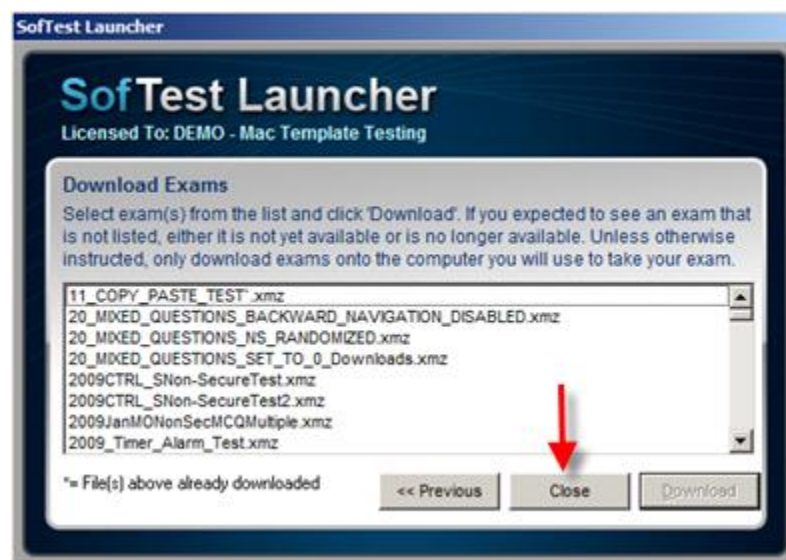 SofTest Launcher
SofTest Launcher
Licensed To: DEMO - Mac Template Testing
Download Exams
Select exam(s) from the list and click 'Download'. If you expected to see an exam that
is not listed, either it is not yet available or is no longer available. Unless otherwise
instructed, only download exams onto the computer you will use to take your exam.
11_COPY_PASTE_TEST`.xmz
20_MIXED_QUESTIONS_BACKWARD_NAVIGATION_DISABLED.xmz
20_MIXED_QUESTIONS_NS_RANDOMIZED.xmz
20_MIXED_QUESTIONS_SET_TO_0_Downloads.xmz
2009CTRL_SNon-SecureTest.xmz
2009CTRL_SNon-SecureTest2.xmz
2009JanMONonSecMCQMultiple.xmz
2009_Timer_Alarm_Test.xmz
*= File(s) above already downloaded
<< Previous
Close
Download